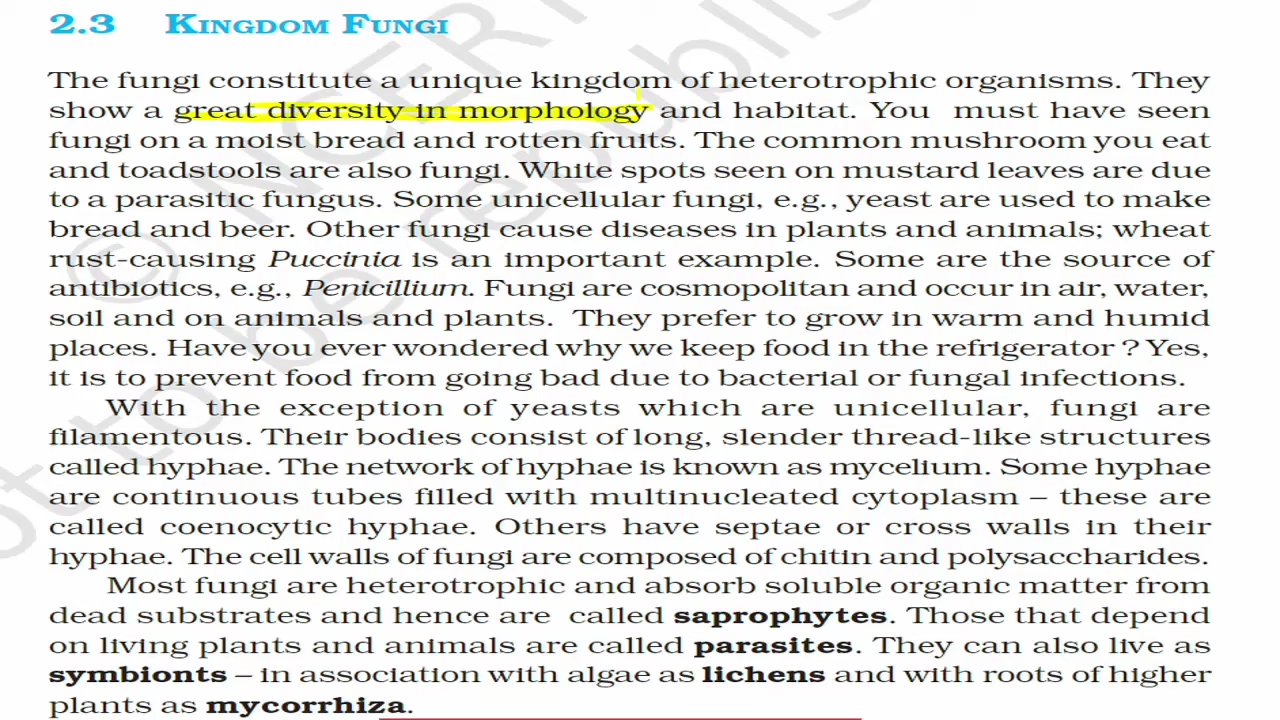 2.3 KINGDOM FUNGI
The fungi constitute a unique kingdom of heterotrophic organisms. They
show a great diversity in morphology and habitat. You must have seen
fungi on a moist bread and rotten fruits. The common mushroom you eat
and toadstools are also fungi. White spots seen on mustard leaves are due
to a parasitic fungus. Some unicellular fungi, e.g., yeast are used to make
bread and beer. Other fungi cause diseases in plants and animals; wheat
rust-causing Puccinia is an important example. Some are the source of
antibiotics, e.g., Penicillium. Fungi are cosmopolitan and occur in air, water,
soil and on animals and plants. They prefer to grow in warm and humid
places. Have you ever wondered why we keep food in the refrigerator ? Yes,
it is to prevent food from going bad due to bacterial or fungal infections.
With the exception of yeasts which are unicellular, fungi are
filamentous. Their bodies consist of long, slender thread-like structures
called hyphae. The network of hyphae is known as mycelium. Some hyphae
are continuous tubes filled with multinucleated cytoplasm – these are
called coenocytic hyphae. Others have septae or cross walls in their
hyphae. The cell walls of fungi are composed of chitin and polysaccharides.
Most fungi are heterotrophic and absorb soluble organic matter from
dead substrates and hence are called saprophytes. Those that depend
on living plants and animals are called parasites. They can also live as
symbionts – in association with algae as lichens and with roots of higher
plants as mycorrhiza.
© NCERT
not to be republis